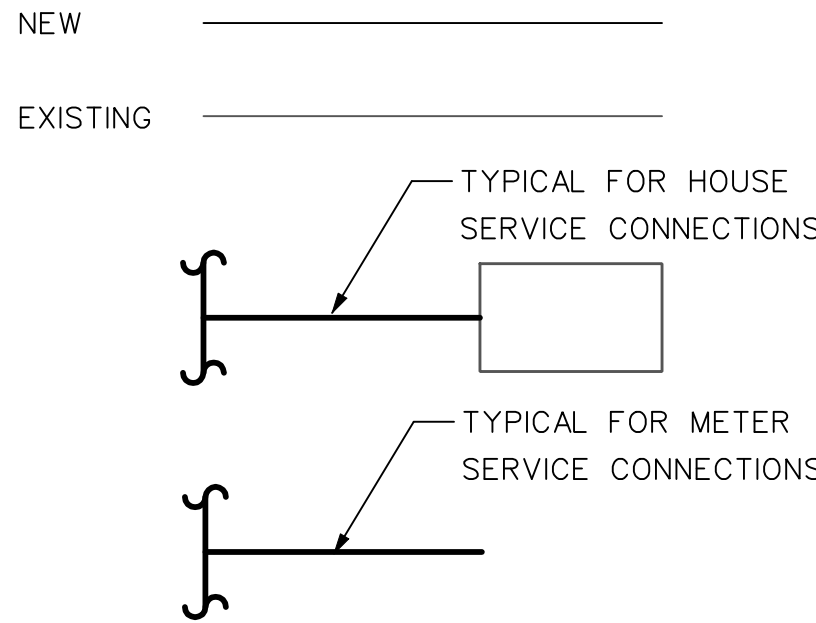 NEW
EXISTING
TYPICAL FOR HOUSE
SERVICE CONNECTIONS
TYPICAL FOR METER
SERVICE CONNECTIONS